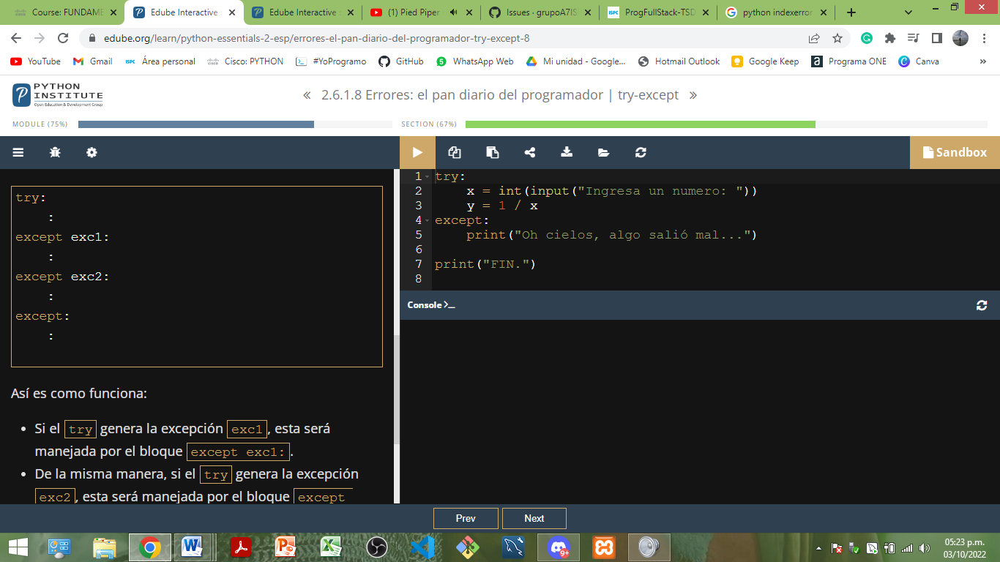 Course: FUNDAME
Edube Interactive
Edube Interactive
(1) Pied Piper
Issues · grupoA7IS
ISPC
ProgFullStack-TSD
python indexerror
edube.org/learn/python-essentials-2-esp/errores-el-pan-diario-del-programador-try-except-8
YouTube
Gmail
ISPC
Área personal
Cisco: PYTHON
#YoProgramo
GitHub
WhatsApp Web
Mi unidad - Google...
Hotmail Outlook
Google Keep
Programa ONE
Canva
»
PYTHON
INSTITUTE
Open Education & Development Group
« 2.6.1.8 Errores: el pan diario del programador | try-except »
MODULE (75%)
SECTION (67%)
Sandbox
try:
:
except exc1:
:
except exc2:
:
except:
:
Así es como funciona:
• Si el try genera la excepción exc1, esta será
manejada por el bloque except exc1:.
• De la misma manera, si el try genera la excepción
exc2, esta será manejada por el bloque except
1 try:
2 x = int(input("Ingresa un numero: "))
3 y = 1 / x
4 except:
5 print("Oh cielos, algo salió mal...")
6
7 print("FIN.")
8
Console >_
Prev
Next
9+
05:23 p.m.
03/10/2022